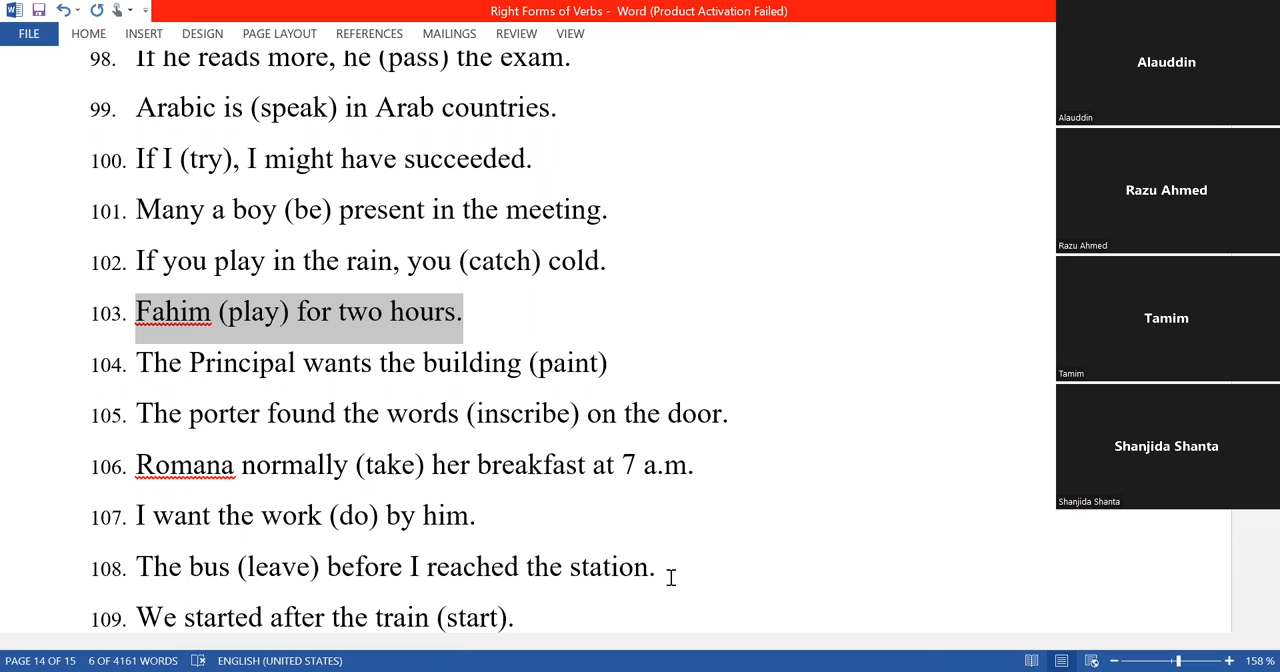 Right Forms of Verbs - Word (Product Activation Failed)
FILE HOME INSERT DESIGN PAGE LAYOUT REFERENCES MAILINGS REVIEW VIEW
98. If he reads more, he (pass) the exam.
99. Arabic is (speak) in Arab countries.
100. If I (try), I might have succeeded.
101. Many a boy (be) present in the meeting.
102. If you play in the rain, you (catch) cold.
103. Fahim (play) for two hours.
104. The Principal wants the building (paint)
105. The porter found the words (inscribe) on the door.
106. Romana normally (take) her breakfast at 7 a.m.
107. I want the work (do) by him.
108. The bus (leave) before I reached the station.
109. We started after the train (start).
Alauddin
Alauddin
Razu Ahmed
Razu Ahmed
Tamim
Tamim
Shanjida Shanta
Shanjida Shanta
PAGE 14 OF 15 6 OF 4161 WORDS ENGLISH (UNITED STATES) 158 %